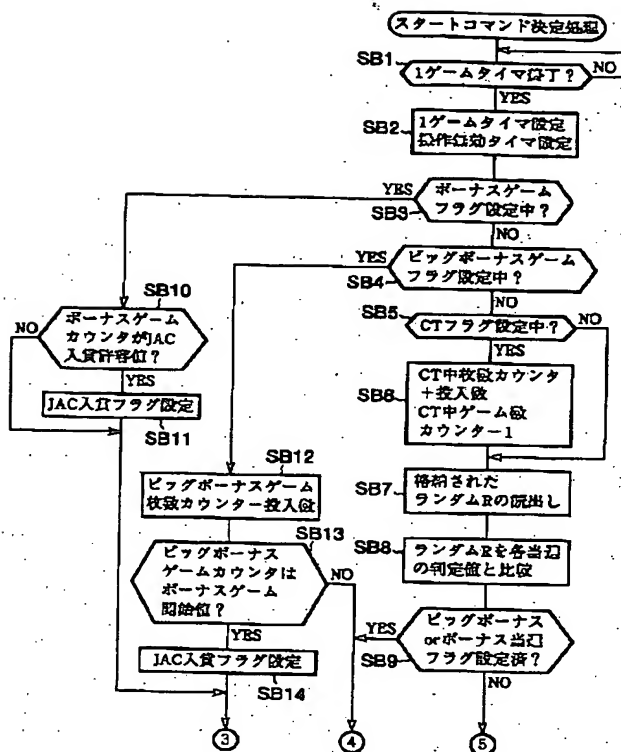 スタートコマンド決定処理
SB1
1ゲームタイマ終了?
NO
YES
SB2
1ゲームタイマ設定
操作無効タイマ設定
YES
ボーナスゲーム
フラグ設定中?
SB3
NO
YES
ビッグボーナスゲーム
フラグ設定中?
SB4
NO
SB5
CTフラグ設定中?
NO
YES
SB10
NO
ボーナスゲーム
カウンタがJAC
入賞許容値?
YES
JAC入賞フラグ設定
SB11
SB6
CT中枚数カウンタ
+投入数
CT中ゲーム数
カウンター1
SB12
ビッグボーナスゲーム
枚数カウンター投入数
SB7
格納された
ランダムRの読出し
SB13
ビッグボーナス
ゲームカウンタは
ボーナスゲーム
開始値?
NO
YES
SB8
ランダムRを各当選
の判定値と比較
JAC入賞フラグ設定
SB14
YES
ビッグボーナス
orボーナス当選
フラグ設定済?
SB9
NO
3
4
5